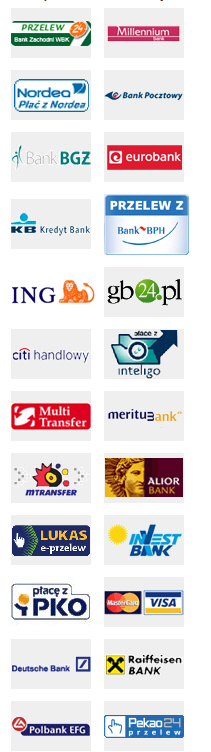 PRZELEW 24
Bank Zachodni WBK
Millennium
bank
Nordea
Płać z Nordea
Bank Pocztowy
Bank BGZ
eurobank
KB Kredyt Bank
PRZELEW Z
Bank BPH
ING
gb24.pl
citi handlowy
płacę z
inteligo
Multi
Transfer
meritumbank
mTRANSFER
ALIOR
BANK
LUKAS
e-przelew
INVEST
BANK
płacę z
PKO
MasterCard VISA
Deutsche Bank
Raiffeisen
BANK
Polbank EFG
Pekao24
przelew